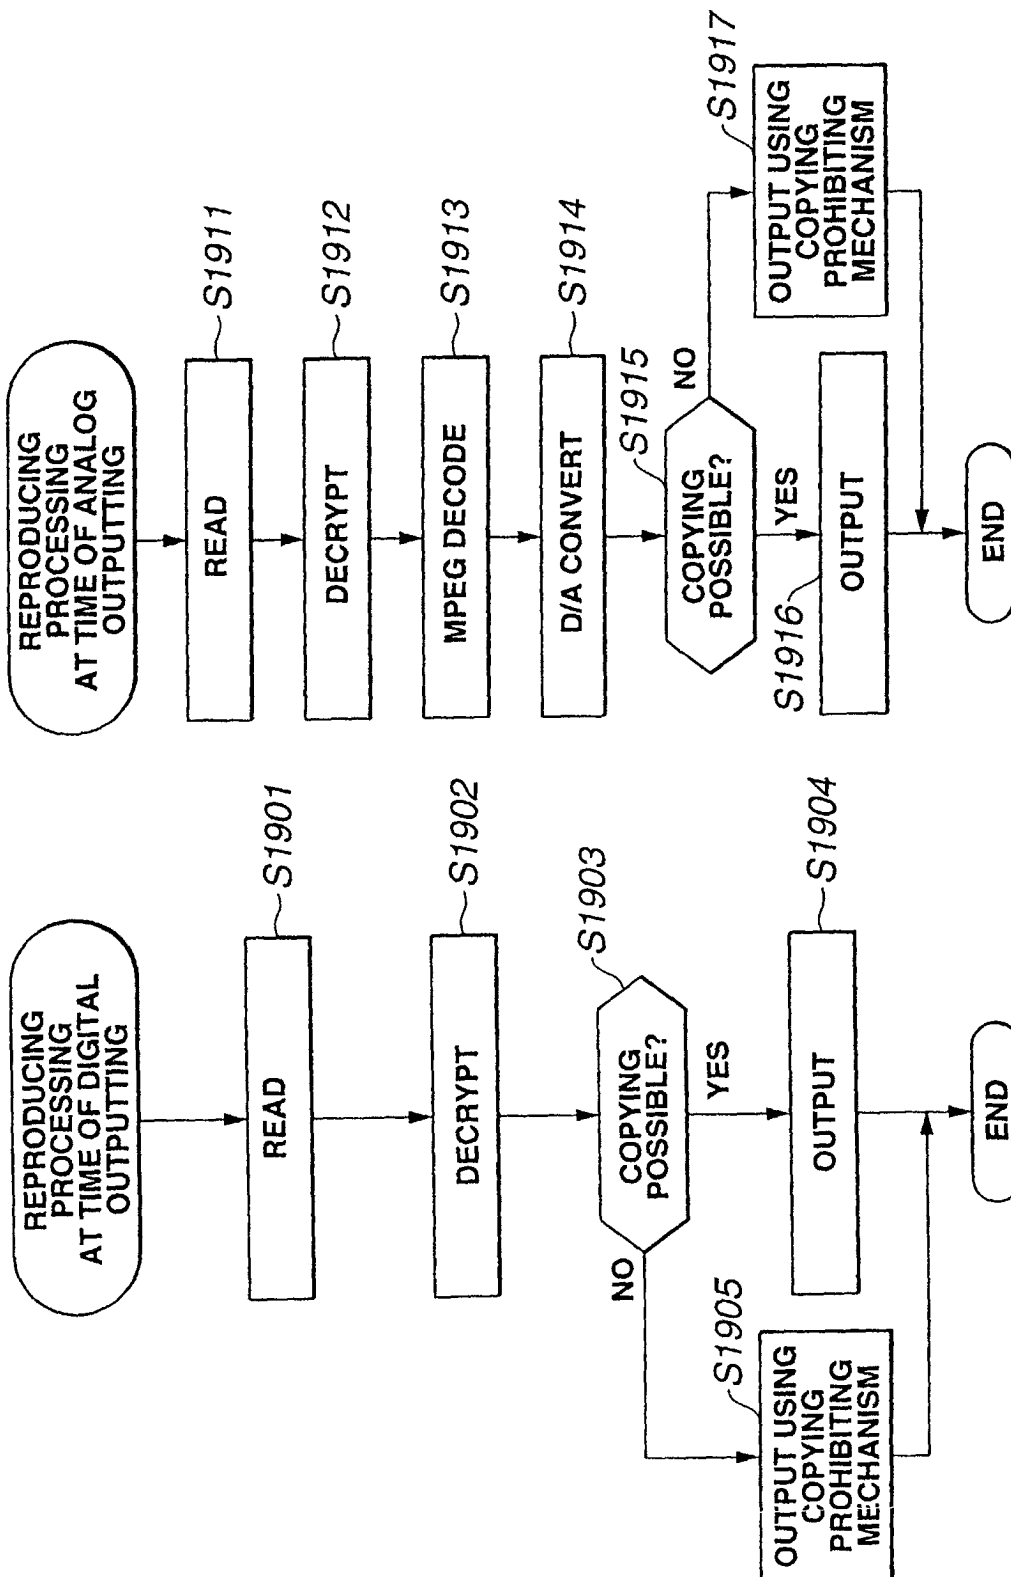 REPRODUCING
PROCESSING
AT TIME OF DIGITAL
OUTPUTTING
READ
S1901
DECRYPT
S1902
COPYING
POSSIBLE?
S1903
NO
YES
OUTPUT USING
COPYING
PROHIBITING
MECHANISM
S1905
OUTPUT
S1904
END
REPRODUCING
PROCESSING
AT TIME OF ANALOG
OUTPUTTING
READ
S1911
DECRYPT
S1912
MPEG DECODE
S1913
D/A CONVERT
S1914
COPYING
POSSIBLE?
S1915
NO
YES
S1916
OUTPUT
OUTPUT USING
COPYING
PROHIBITING
MECHANISM
S1917
END